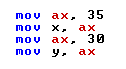 mov ax, 35
mov x, ax
mov ax, 30
mov y, ax